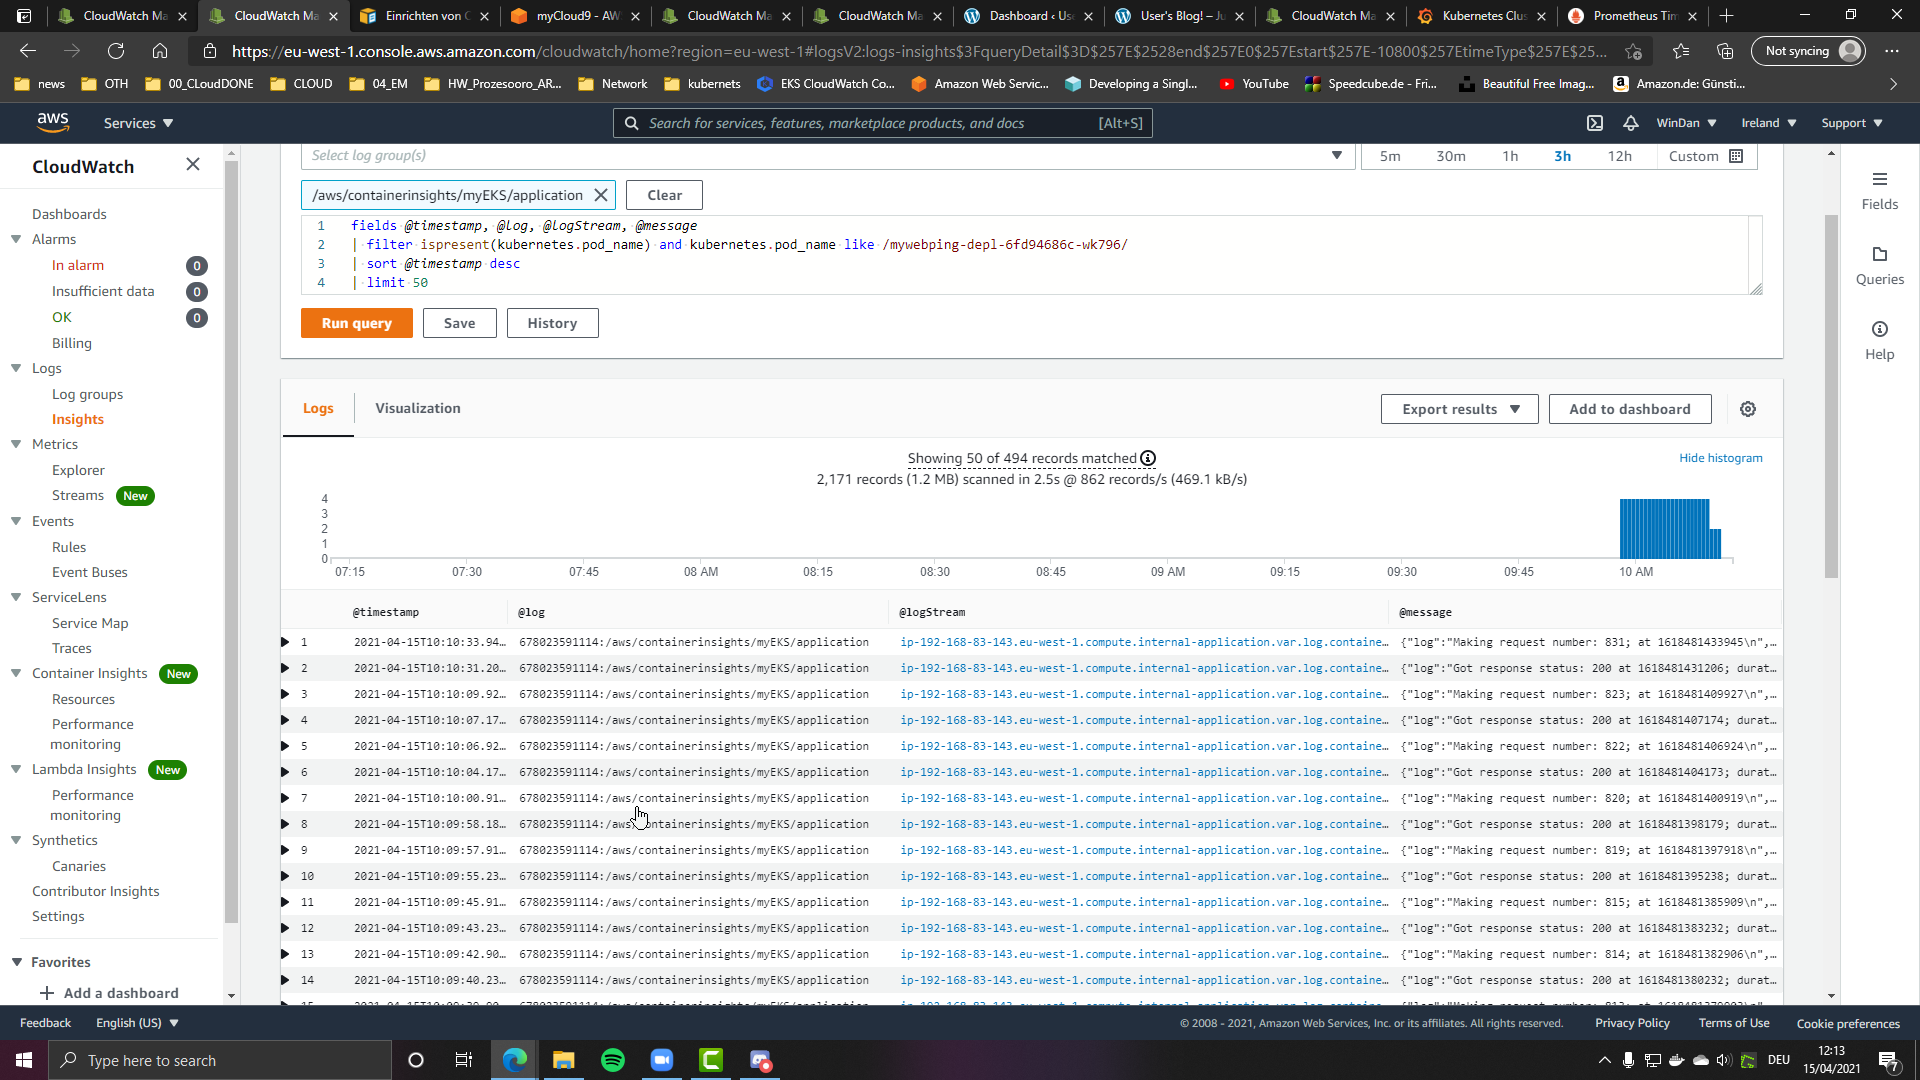 CloudWatch Ma
CloudWatch Ma
Einrichten von C
myCloud9 - AW
CloudWatch Ma
CloudWatch Ma
Dashboard ‹ Us
User's Blog! – Ju
CloudWatch Ma
Kubernetes Clus
Prometheus Tim
https://eu-west-1.console.aws.amazon.com/cloudwatch/home?region=eu-west-1#logsV2:logs-insights$3FqueryDetail$3D$257E$2528end$257E0$257Estart$257E-10800$257EtimeType$257E$25...
Not syncing
news OTH 00_CLoudDONE CLOUD 04_EM HW_Prozesooro_AR... Network kubernets EKS CloudWatch Co... Amazon Web Servic... Developing a Singl... YouTube Speedcube.de - Fri... Beautiful Free Imag... Amazon.de: Günsti...
aws Services Search for services, features, marketplace products, and docs [Alt+S] WinDan Ireland Support
CloudWatch
Dashboards
Alarms
In alarm 0
Insufficient data 0
OK 0
Billing
Logs
Log groups
Insights
Metrics
Explorer
Streams New
Events
Rules
Event Buses
ServiceLens
Service Map
Traces
Container Insights New
Resources
Performance
monitoring
Lambda Insights New
Performance
monitoring
Synthetics
Canaries
Contributor Insights
Settings
Favorites
Add a dashboard
Select log group(s)
5m 30m 1h 3h 12h Custom
/aws/containerinsights/myEKS/application
Clear
1 fields @timestamp, @log, @logStream, @message
2 | filter ispresent(kubernetes.pod_name) and kubernetes.pod_name like /mywebping-depl-6fd94686c-wk796/
3 | sort @timestamp desc
4 | limit 50
Run query Save History
Fields
Queries
Help
Logs Visualization
Export results Add to dashboard
Showing 50 of 494 records matched
Hide histogram
2,171 records (1.2 MB) scanned in 2.5s @ 862 records/s (469.1 kB/s)
4
3
2
1
0
07:15 07:30 07:45 08 AM 08:15 08:30 08:45 09 AM 09:15 09:30 09:45 10 AM
@timestamp @log @logStream @message
1 2021-04-15T10:10:33.94… 678023591114:/aws/containerinsights/myEKS/application ip-192-168-83-143.eu-west-1.compute.internal-application.var.log.containe… {"log":"Making request number: 831; at 1618481433945\n",…
2 2021-04-15T10:10:31.20… 678023591114:/aws/containerinsights/myEKS/application ip-192-168-83-143.eu-west-1.compute.internal-application.var.log.containe… {"log":"Got response status: 200 at 1618481431206; durat…
3 2021-04-15T10:10:09.92… 678023591114:/aws/containerinsights/myEKS/application ip-192-168-83-143.eu-west-1.compute.internal-application.var.log.containe… {"log":"Making request number: 823; at 1618481409927\n",…
4 2021-04-15T10:10:07.17… 678023591114:/aws/containerinsights/myEKS/application ip-192-168-83-143.eu-west-1.compute.internal-application.var.log.containe… {"log":"Got response status: 200 at 1618481407174; durat…
5 2021-04-15T10:10:06.92… 678023591114:/aws/containerinsights/myEKS/application ip-192-168-83-143.eu-west-1.compute.internal-application.var.log.containe… {"log":"Making request number: 822; at 1618481406924\n",…
6 2021-04-15T10:10:04.17… 678023591114:/aws/containerinsights/myEKS/application ip-192-168-83-143.eu-west-1.compute.internal-application.var.log.containe… {"log":"Got response status: 200 at 1618481404173; durat…
7 2021-04-15T10:10:00.91… 678023591114:/aws/containerinsights/myEKS/application ip-192-168-83-143.eu-west-1.compute.internal-application.var.log.containe… {"log":"Making request number: 820; at 1618481400919\n",…
8 2021-04-15T10:09:58.18… 678023591114:/aws/containerinsights/myEKS/application ip-192-168-83-143.eu-west-1.compute.internal-application.var.log.containe… {"log":"Got response status: 200 at 1618481398179; durat…
9 2021-04-15T10:09:57.91… 678023591114:/aws/containerinsights/myEKS/application ip-192-168-83-143.eu-west-1.compute.internal-application.var.log.containe… {"log":"Making request number: 819; at 1618481397918\n",…
10 2021-04-15T10:09:55.23… 678023591114:/aws/containerinsights/myEKS/application ip-192-168-83-143.eu-west-1.compute.internal-application.var.log.containe… {"log":"Got response status: 200 at 1618481395238; durat…
11 2021-04-15T10:09:45.91… 678023591114:/aws/containerinsights/myEKS/application ip-192-168-83-143.eu-west-1.compute.internal-application.var.log.containe… {"log":"Making request number: 815; at 1618481385909\n",…
12 2021-04-15T10:09:43.23… 678023591114:/aws/containerinsights/myEKS/application ip-192-168-83-143.eu-west-1.compute.internal-application.var.log.containe… {"log":"Got response status: 200 at 1618481383232; durat…
13 2021-04-15T10:09:42.90… 678023591114:/aws/containerinsights/myEKS/application ip-192-168-83-143.eu-west-1.compute.internal-application.var.log.containe… {"log":"Making request number: 814; at 1618481382906\n",…
14 2021-04-15T10:09:40.23… 678023591114:/aws/containerinsights/myEKS/application ip-192-168-83-143.eu-west-1.compute.internal-application.var.log.containe… {"log":"Got response status: 200 at 1618481380232; durat…
Feedback English (US) © 2008 - 2021, Amazon Web Services, Inc. or its affiliates. All rights reserved. Privacy Policy Terms of Use Cookie preferences
Type here to search
DEU
12:13
15/04/2021
7